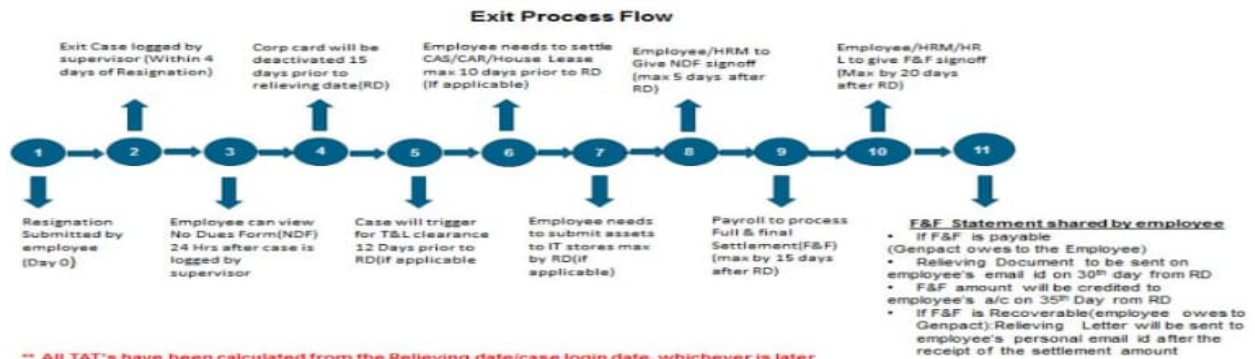 Exit Process Flow
Exit Case logged by
supervisor (Within 4
days of Resignation)
Corp card will be
deactivated 15
days prior to
relieving date(RD)
Employee needs to settle
CAS/CAR/House Lease
max 10 days prior to RD
(If applicable)
Employee/HRM to
Give NDF signoff
(max 5 days after
RD)
Employee/HRM/HR
L to give F&F signoff
(Max by 20 days
after RD)
1 2 3 4 5 6 7 8 9 10 11
Resignation
Submitted by
employee
(Day 0)
Employee can view
No Dues Form(NDF)
24 Hrs after case is
logged by
supervisor
Case will trigger
for T&L clearance
12 Days prior to
RD(if applicable
Employee needs
to submit assets
to IT stores max
by RD(if
applicable)
Payroll to process
Full & final
Settlement(F&F)
(max by 15 days
after RD)
F&F Statement shared by employee
• If F&F is payable
(Genpact owes to the Employee)
• Relieving Document to be sent on
employee's email id on 30th day from RD
• F&F amount will be credited to
employee's a/c on 35th Day rom RD
• If F&F is Recoverable(employee owes to
Genpact):Relieving Letter will be sent to
employee's personal email id after the
receipt of the settlement amount
** All TAT's have been calculated from the Relieving date/case login date, whichever is later